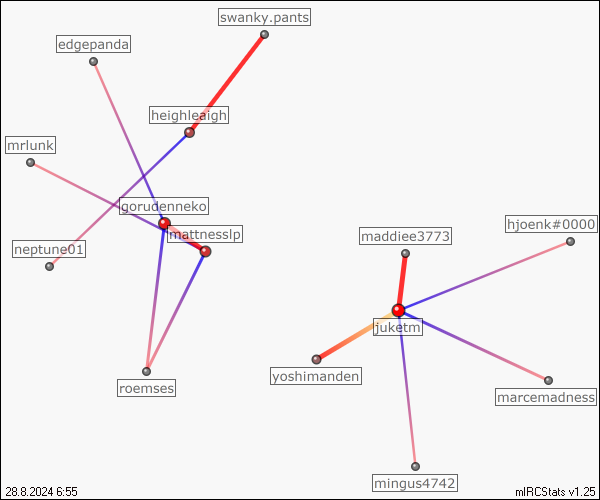 swanky.pants
edgepanda
heighleaigh
mrlunk
gorudenneko
mattnesslp
hjoenk#0000
maddiee3773
neptune01
juketm
yoshimanden
roemses
marcemadness
mingus4742
28.8.2024 6:55
mIRCStats v1.25